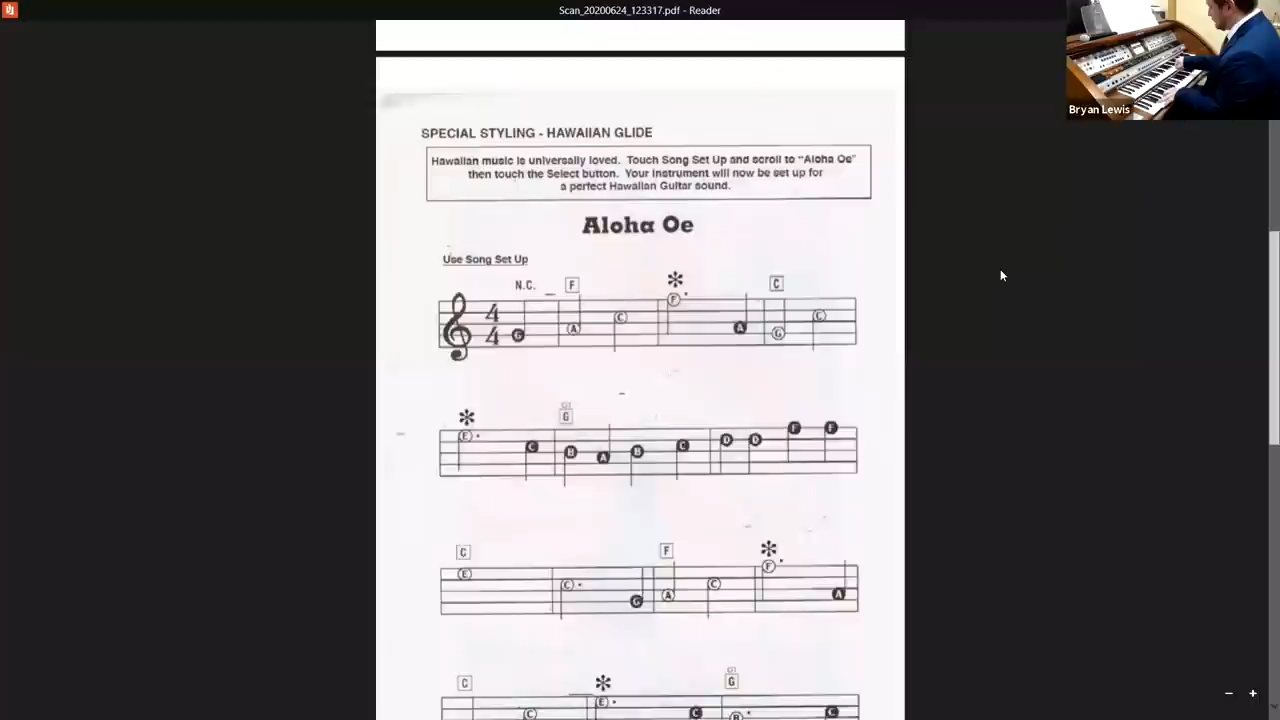 Scan_20200624_123317.pdf - Reader
Bryan Lewis
SPECIAL STYLING - HAWAIIAN GLIDE
Hawaiian music is universally loved. Touch Song Set Up and scroll to “Aloha Oe”
then touch the Select button. Your instrument will now be set up for
a perfect Hawaiian Guitar sound.
Aloha Oe
Use Song Set Up
N.C. F * C
4
4
G A C F A G C
* G
E C B A B C D D F F
C F *
E C G A C F A
C * G
C E C B C